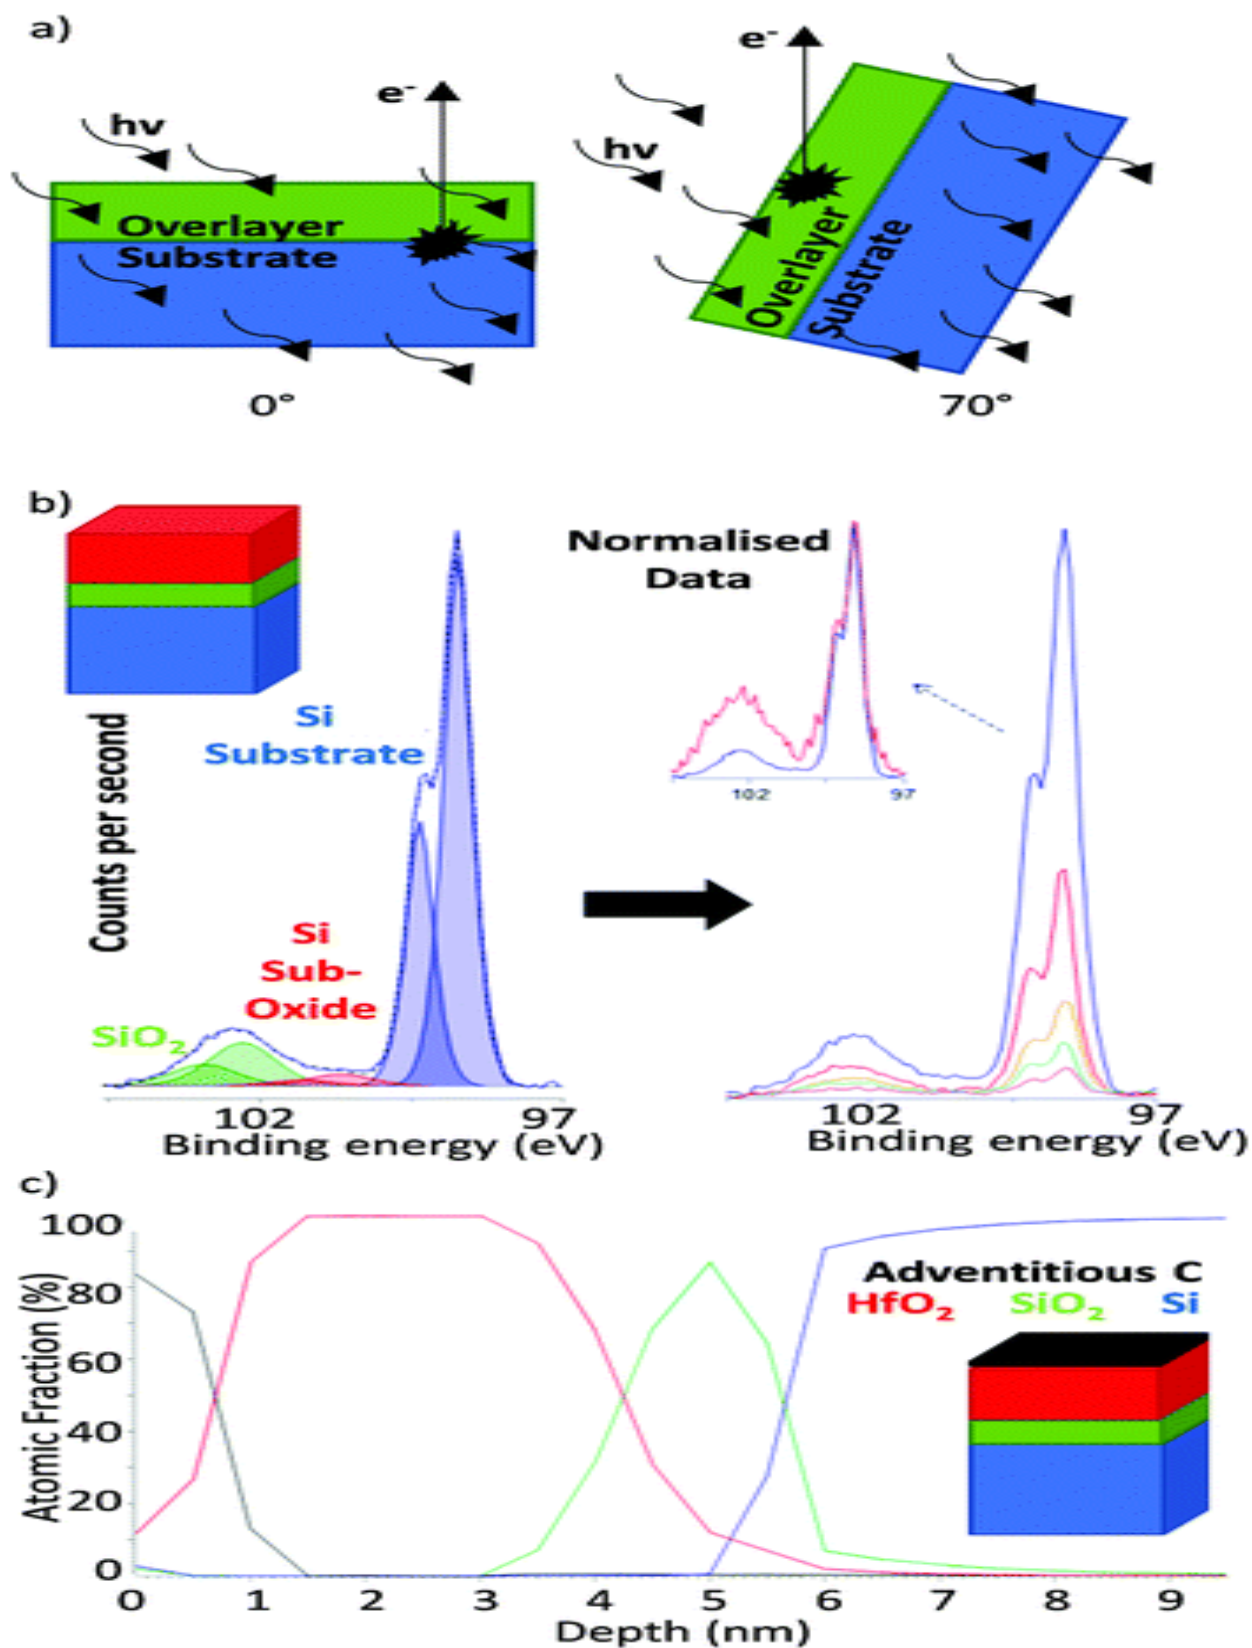 a)
e-
e-
hν
hν
Overlayer
Substrate
Overlayer
Substrate
0°
70°
b)
Normalised
Data
Si
Substrate
102
97
Counts per second
Si
Sub-
Oxide
SiO₂
102
97
102
97
Binding energy (eV)
Binding energy (eV)
c)
100
80
60
40
20
0
Atomic Fraction (%)
Adventitious C
HfO₂ SiO₂ Si
0 1 2 3 4 5 6 7 8 9
Depth (nm)